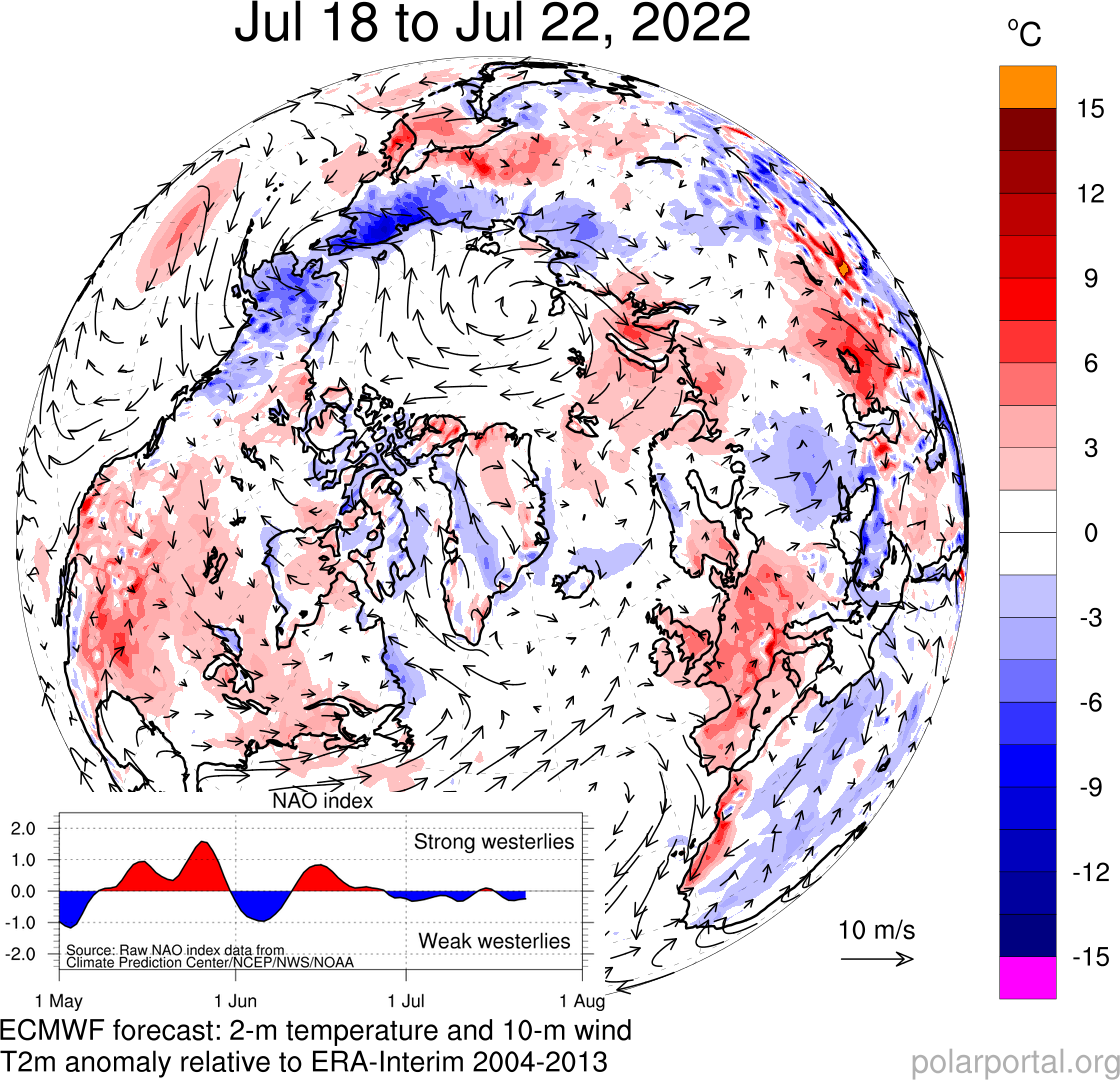 Jul 18 to Jul 22, 2022
°C
15
12
9
6
3
0
-3
-6
-9
-12
-15
10 m/s
NAO index
2.0
1.0
0.0
-1.0
-2.0
Strong westerlies
Weak westerlies
Source: Raw NAO index data from
Climate Prediction Center/NCEP/NWS/NOAA
1 May
1 Jun
1 Jul
1 Aug
ECMWF forecast: 2-m temperature and 10-m wind
T2m anomaly relative to ERA-Interim 2004-2013
polarportal.org